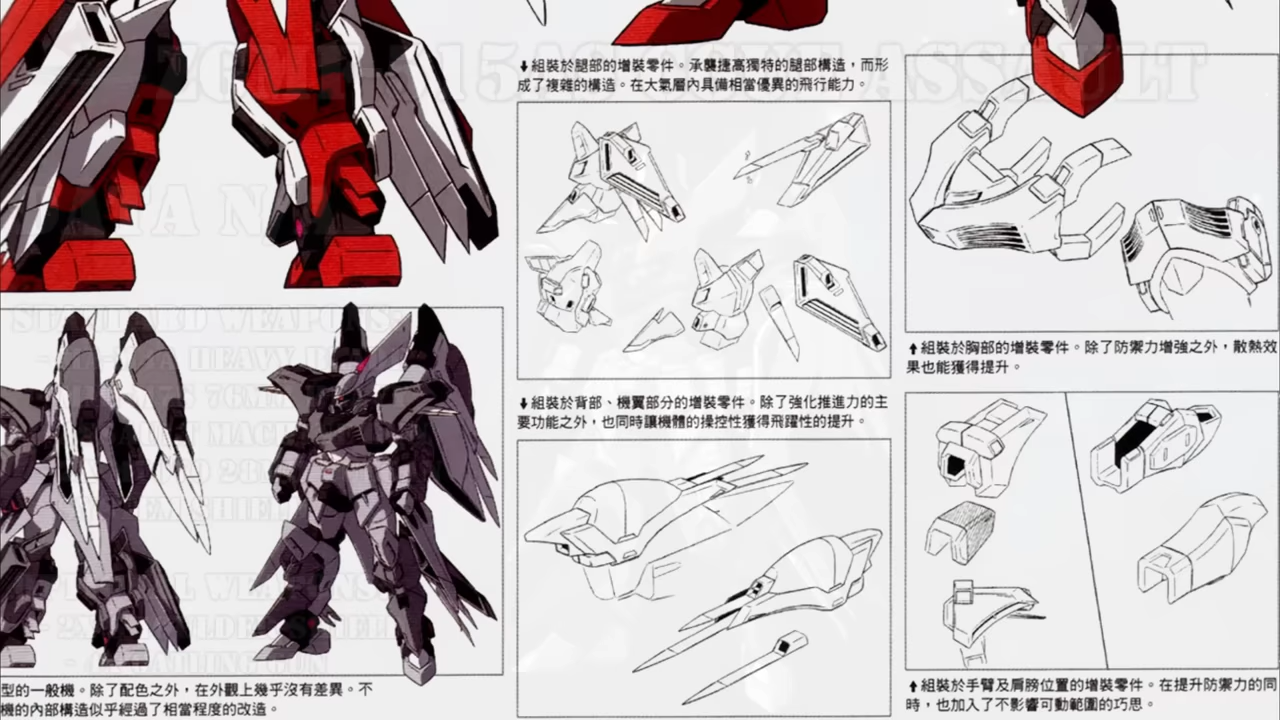 CGUE ASSAULT
↓組裝於腿部的增裝零件。承襲捷高獨特的腿部構造，而形
成了複雜的構造。在大氣層內具備相當優異的飛行能力。
STANDARD WEAPONS
HEAVY
↓組裝於背部、機翼部分的增裝零件。除了強化推進力的主
要功能之外，也同時讓機體的操控性獲得飛躍性的提升。
↑組裝於胸部的增裝零件。除了防禦力增強之外，散熱效
果也能獲得提升。
型的一般機。除了配色之外，在外觀上幾乎沒有差異。不
機的內部構造似乎經過了相當程度的改造。
↑組裝於手臂及肩膀位置的增裝零件。在提升防禦力的同
時，也加入了不影響可動範圍的巧思。